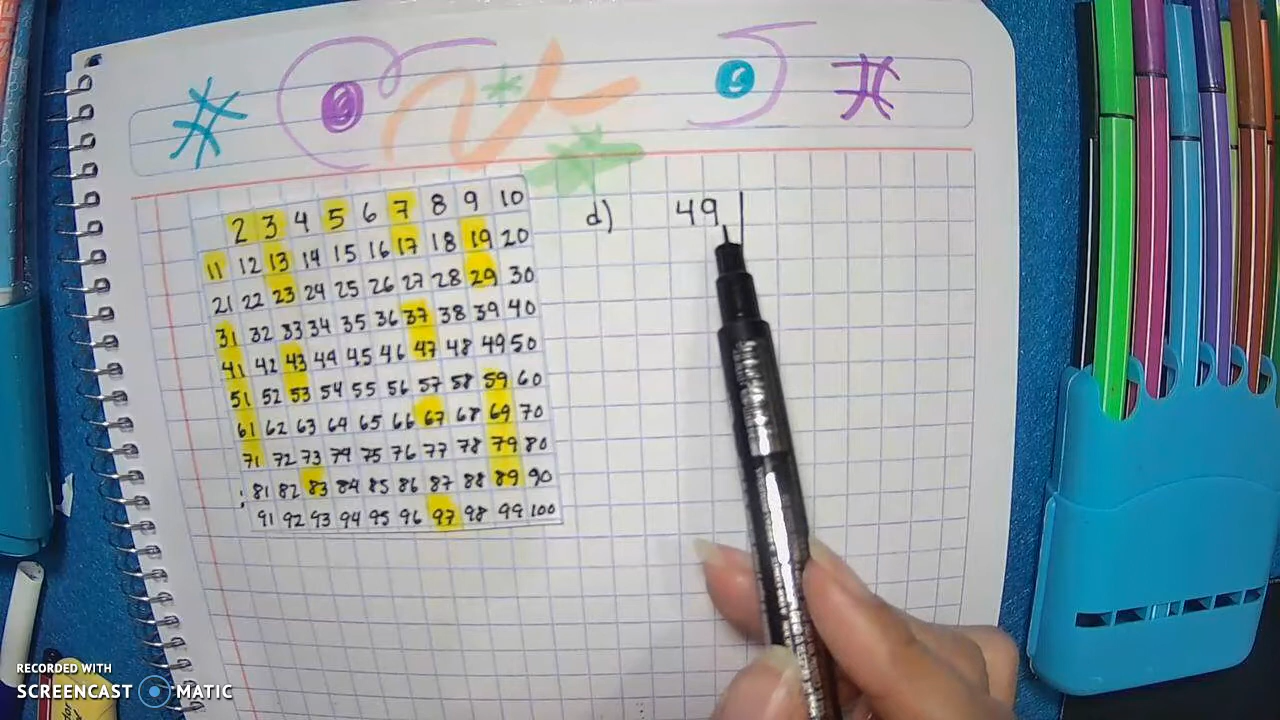 2 3 4 5 6 7 8 9 10
11 12 13 14 15 16 17 18 19 20
21 22 23 24 25 26 27 28 29 30
31 32 33 34 35 36 37 38 39 40
41 42 43 44 45 46 47 48 49 50
51 52 53 54 55 56 57 58 59 60
61 62 63 64 65 66 67 68 69 70
71 72 73 74 75 76 77 78 79 80
81 82 83 84 85 86 87 88 89 90
91 92 93 94 95 96 97 98 99 100
d) 49
RECORDED WITH
SCREENCAST MATIC